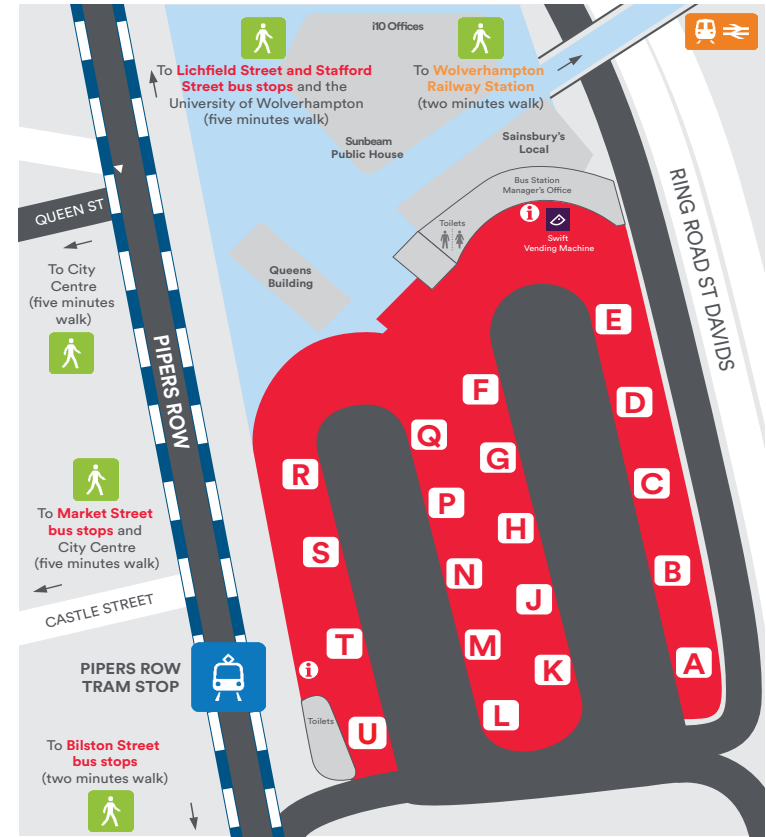 i10 Offices
To Lichfield Street and Stafford
Street bus stops and the
University of Wolverhampton
(five minutes walk)
To Wolverhampton
Railway Station
(two minutes walk)
Sunbeam
Public House
Sainsbury's
Local
Bus Station
Manager's Office
Toilets
i
Swift
Vending Machine
RING ROAD ST DAVIDS
QUEEN ST
To City
Centre
(five minutes
walk)
Queens
Building
PIPERS ROW
E
D
C
B
A
F
G
H
J
K
Q
P
N
M
L
R
S
T
U
To Market Street
bus stops and
City Centre
(five minutes walk)
CASTLE STREET
PIPERS ROW
TRAM STOP
i
Toilets
To Bilston Street
bus stops
(two minutes walk)